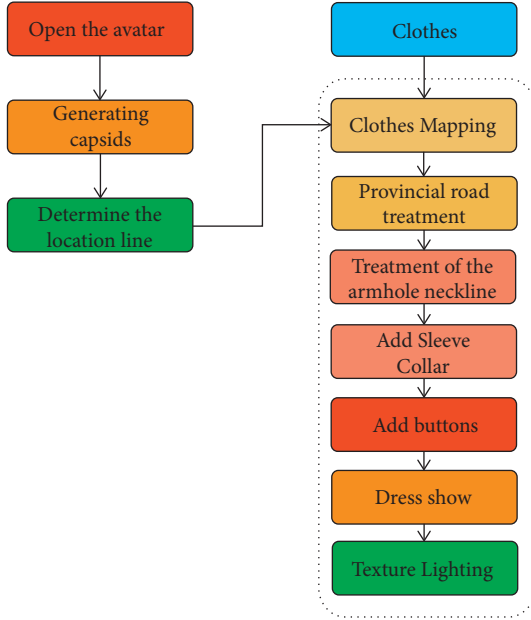 Open the avatar
Generating
capsids
Determine the
location line
Clothes
Clothes Mapping
Provincial road
treatment
Treatment of the
armhole neckline
Add Sleeve
Collar
Add buttons
Dress show
Texture Lighting